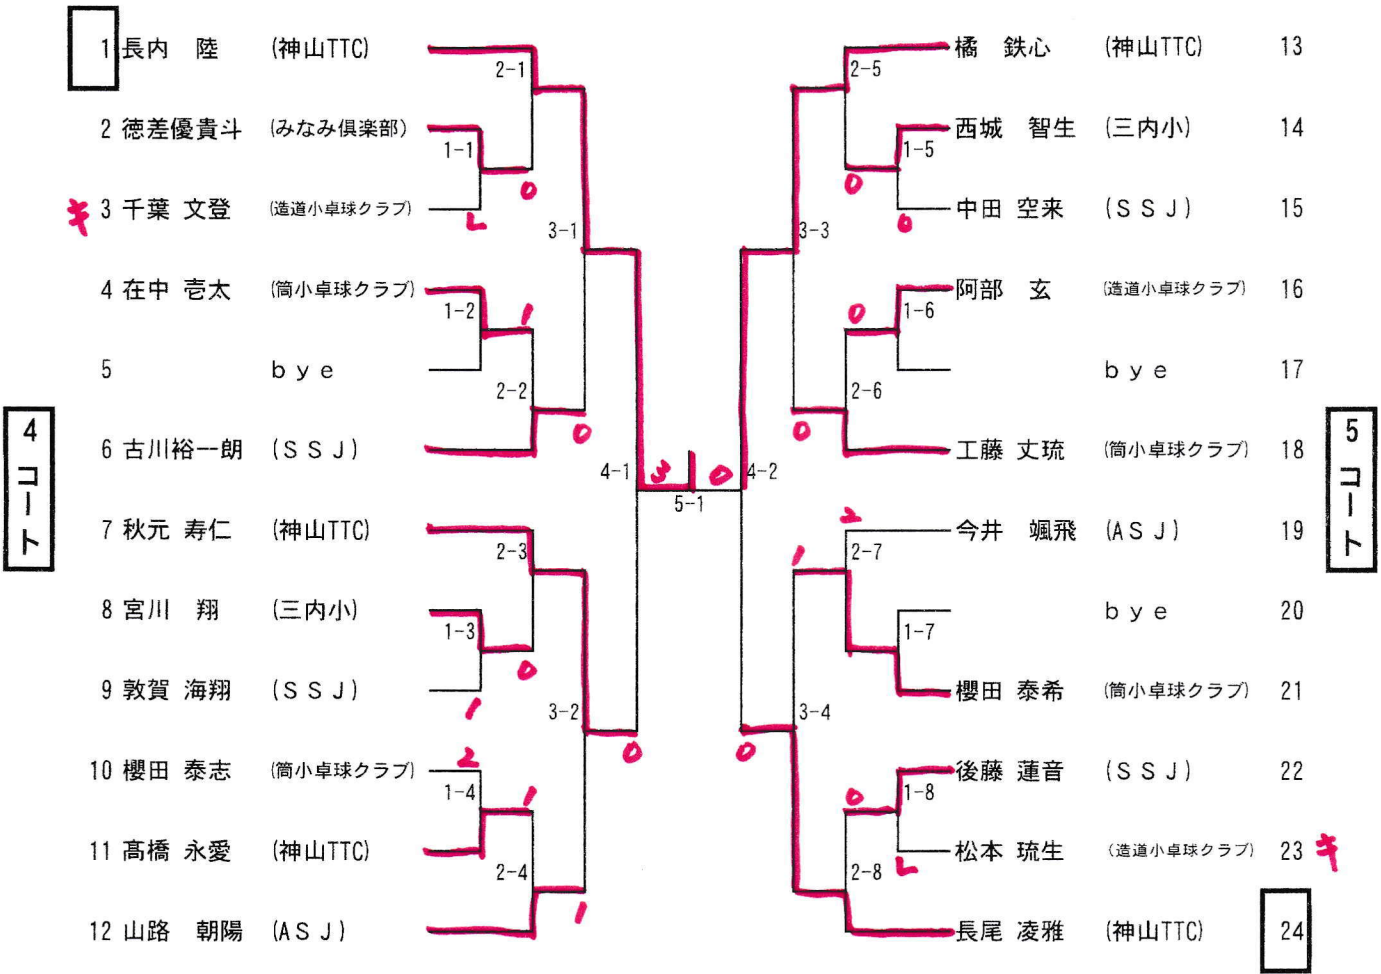 1 長内 陸 (神山TTC)
2 徳差優貴斗 (みなみ倶楽部)
キ 3 千葉 文登 (造道小卓球クラブ)
4 在中 壱太 (筒小卓球クラブ)
5 bye
6 古川裕一朗 (SSJ)
7 秋元 寿仁 (神山TTC)
8 宮川 翔 (三内小)
9 敦賀 海翔 (SSJ)
10 櫻田 泰志 (筒小卓球クラブ)
11 髙橋 永愛 (神山TTC)
12 山路 朝陽 (ASJ)
4コート
1-1
1-2
1-3
1-4
2-1
2-2
2-3
2-4
3-1
3-2
4-1
L
0
1
0
0
1
2
1
1
0
3 0
5-1
4-2
3-3
3-4
2-5
2-6
2-7
2-8
1-5
1-6
1-7
1-8
0
0
0
0
2
1
0
0
L
橘 鉄心 (神山TTC) 13
西城 智生 (三内小) 14
中田 空来 (SSJ) 15
阿部 玄 (造道小卓球クラブ) 16
bye 17
工藤 丈琉 (筒小卓球クラブ) 18
今井 颯飛 (ASJ) 19
bye 20
櫻田 泰希 (筒小卓球クラブ) 21
後藤 蓮音 (SSJ) 22
松本 琉生 (造道小卓球クラブ) 23 キ
長尾 凌雅 (神山TTC) 24
5コート